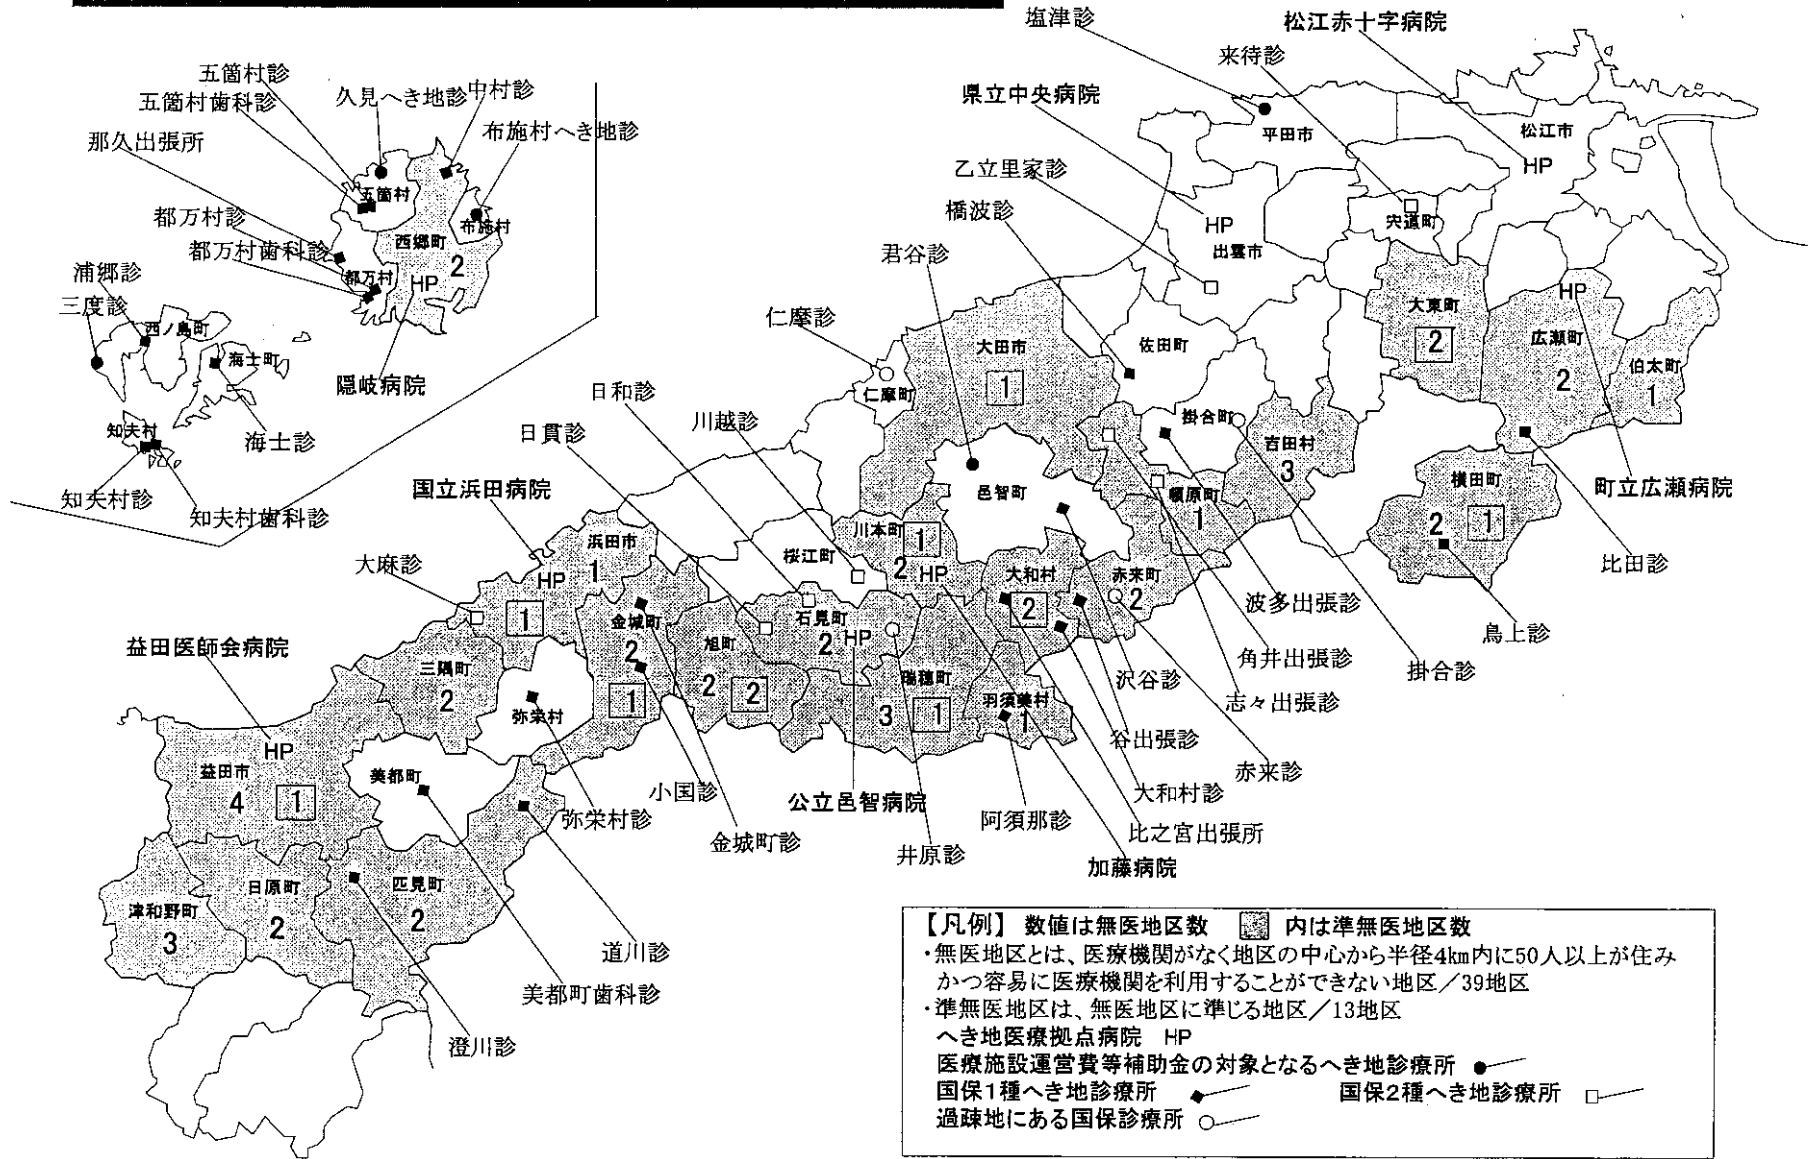 塩津診
松江赤十字病院
来待診
五箇村診
五箇村歯科診
久見へき地診
中村診
県立中央病院
那久出張所
布施村へき地診
平田市
松江市
HP
五箇村
乙立里家診
都万村診
布施村
橋波診
HP
宍道町
都万村歯科診
西郷町
2
君谷診
出雲市
浦郷診
都万村
HP
三度診
HP
西ノ島町
仁摩診
大田市
佐田町
大東町
2
広瀬町
海士町
隠岐病院
日和診
1
仁摩町
2
伯太町
1
知夫村
海士診
日貫診
川越診
掛合町
吉田村
3
横田町
知夫村診
知夫村歯科診
国立浜田病院
邑智町
頓原町
1
町立広瀬病院
2
1
浜田市
川本町
1
桜江町
大麻診
HP
1
2
HP
大和村
赤来町
比田診
1
金城町
石見町
2
2
波多出張診
益田医師会病院
2
旭町
2
HP
鳥上診
三隅町
瑞穂町
沢谷診
角井出張診
掛合診
2
弥栄村
1
2
2
3
1
羽須美村
1
志々出張診
HP
谷出張診
益田市
美都町
赤来診
4
1
小国診
公立邑智病院
大和村診
弥栄村診
阿須那診
金城町診
井原診
比之宮出張所
加藤病院
日原町
匹見町
津和野町
2
2
3
道川診
美都町歯科診
澄川診
【凡例】 数値は無医地区数 内は準無医地区数
・無医地区とは、医療機関がなく地区の中心から半径4km内に50人以上が住み
かつ容易に医療機関を利用することができない地区／39地区
・準無医地区は、無医地区に準じる地区／13地区
へき地医療拠点病院 HP
医療施設運営費等補助金の対象となるへき地診療所
国保1種へき地診療所 国保2種へき地診療所
過疎地にある国保診療所